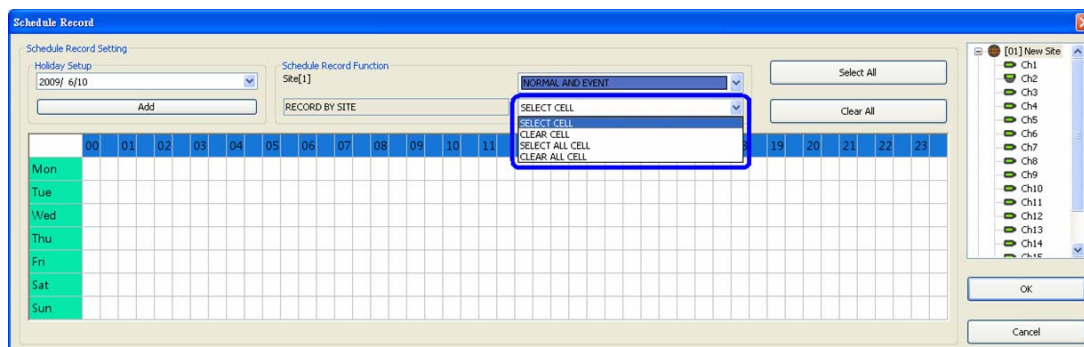 Schedule Record
Schedule Record Setting
Holiday Setup
2009/ 6/10
Add
Schedule Record Function
Site[1]
NORMAL AND EVENT
RECORD BY SITE
SELECT CELL
SELECT CELL
CLEAR CELL
SELECT ALL CELL
CLEAR ALL CELL
Select All
Clear All
00 01 02 03 04 05 06 07 08 09 10 11 19 20 21 22 23
Mon
Tue
Wed
Thu
Fri
Sat
Sun
[01] New Site
Ch1
Ch2
Ch3
Ch4
Ch5
Ch6
Ch7
Ch8
Ch9
Ch10
Ch11
Ch12
Ch13
Ch14
OK
Cancel